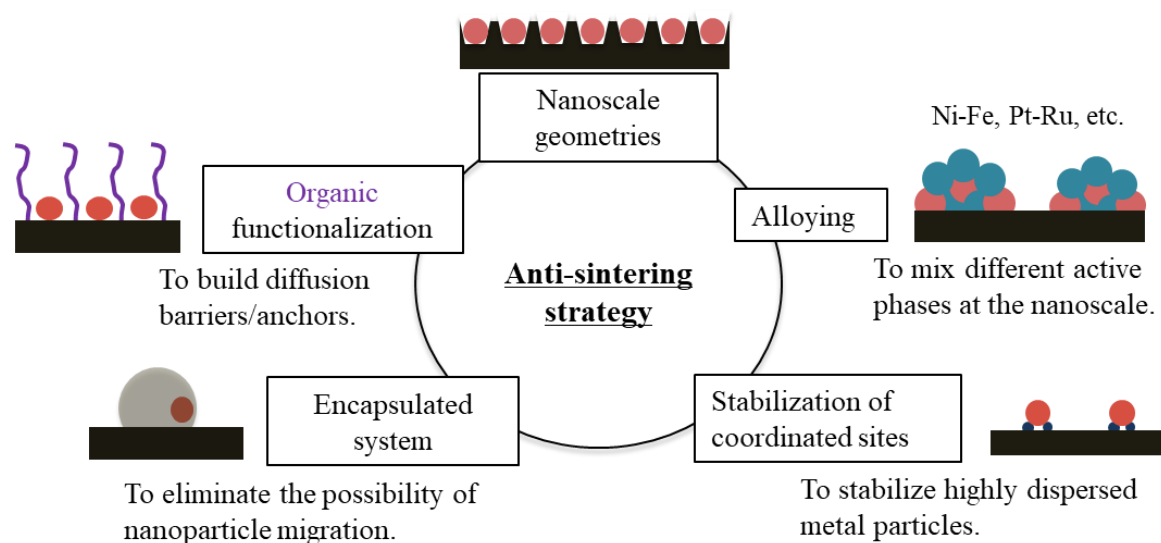 Nanoscale
geometries
Ni-Fe, Pt-Ru, etc.
Organic
functionalization
Alloying
To build diffusion
barriers/anchors.
Anti-sintering
strategy
To mix different active
phases at the nanoscale.
Encapsulated
system
Stabilization of
coordinated sites
To eliminate the possibility of
nanoparticle migration.
To stabilize highly dispersed
metal particles.